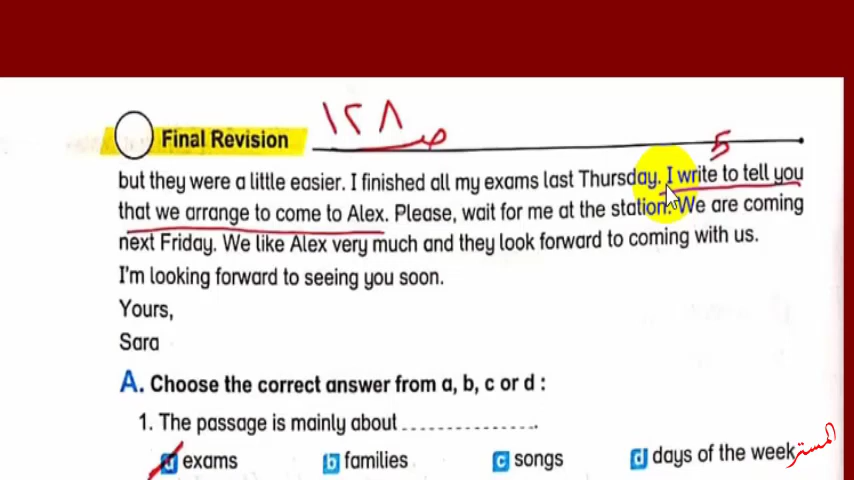 Final Revision ص ١٢٨
5
but they were a little easier. I finished all my exams last Thursday. I write to tell you
that we arrange to come to Alex. Please, wait for me at the station. We are coming
next Friday. We like Alex very much and they look forward to coming with us.
I'm looking forward to seeing you soon.
Yours,
Sara
A. Choose the correct answer from a, b, c or d :
1. The passage is mainly about ....................
a exams b families c songs d days of the week